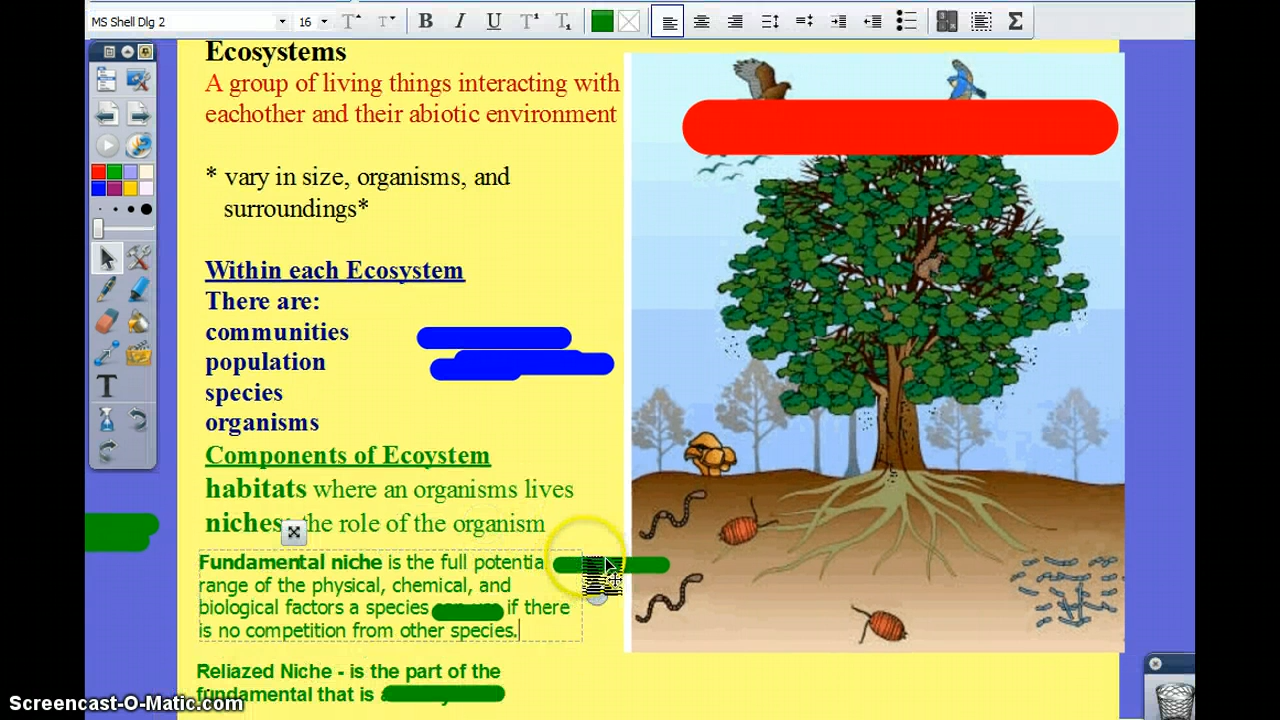 MS Shell Dlg 2
16
T T B I U T¹ T₁ Σ
Ecosystems
A group of living things interacting with
eachother and their abiotic environment
* vary in size, organisms, and
surroundings*
Within each Ecosystem
There are:
communities
population
species
organisms
Components of Ecoystem
habitats where an organisms lives
niches the role of the organism
Fundamental niche is the full potential
range of the physical, chemical, and
biological factors a species if there
is no competition from other species.
Reliazed Niche - is the part of the
fundamental that is
T
Screencast-O-Matic.com